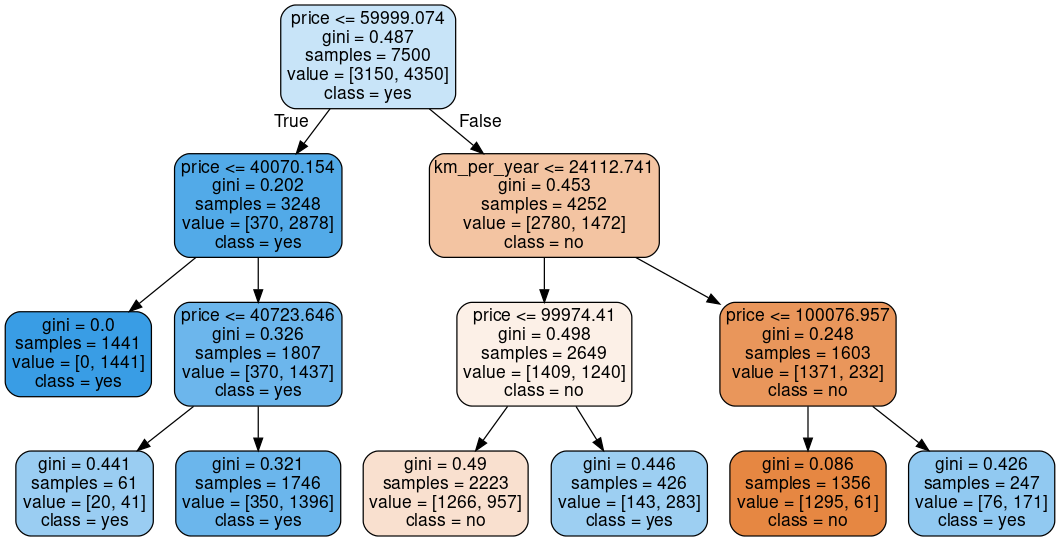 price <= 59999.074
gini = 0.487
samples = 7500
value = [3150, 4350]
class = yes
True
False
price <= 40070.154
gini = 0.202
samples = 3248
value = [370, 2878]
class = yes
km_per_year <= 24112.741
gini = 0.453
samples = 4252
value = [2780, 1472]
class = no
gini = 0.0
samples = 1441
value = [0, 1441]
class = yes
price <= 40723.646
gini = 0.326
samples = 1807
value = [370, 1437]
class = yes
price <= 99974.41
gini = 0.498
samples = 2649
value = [1409, 1240]
class = no
price <= 100076.957
gini = 0.248
samples = 1603
value = [1371, 232]
class = no
gini = 0.441
samples = 61
value = [20, 41]
class = yes
gini = 0.321
samples = 1746
value = [350, 1396]
class = yes
gini = 0.49
samples = 2223
value = [1266, 957]
class = no
gini = 0.446
samples = 426
value = [143, 283]
class = yes
gini = 0.086
samples = 1356
value = [1295, 61]
class = no
gini = 0.426
samples = 247
value = [76, 171]
class = yes